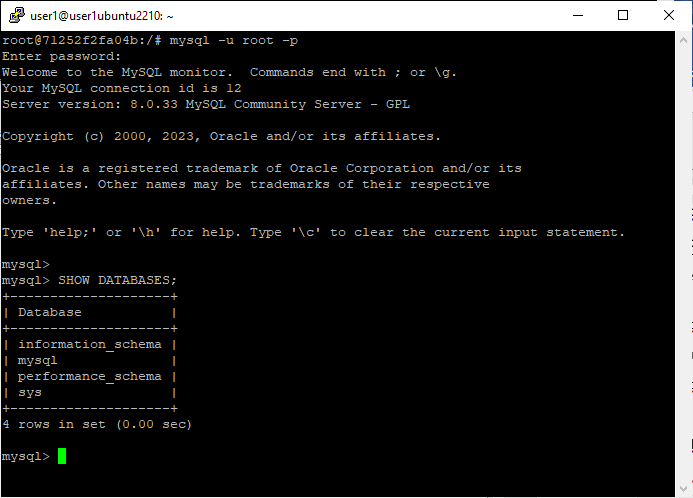 user1@user1ubuntu2210: ~
root@71252f2fa04b:/# mysql -u root -p
Enter password:
Welcome to the MySQL monitor.  Commands end with ; or \g.
Your MySQL connection id is 12
Server version: 8.0.33 MySQL Community Server - GPL
Copyright (c) 2000, 2023, Oracle and/or its affiliates.
Oracle is a registered trademark of Oracle Corporation and/or its
affiliates. Other names may be trademarks of their respective
owners.
Type 'help;' or '\h' for help. Type '\c' to clear the current input statement.
mysql>
mysql> SHOW DATABASES;
+--------------------+
| Database           |
+--------------------+
| information_schema |
| mysql              |
| performance_schema |
| sys                |
+--------------------+
4 rows in set (0.00 sec)
mysql>